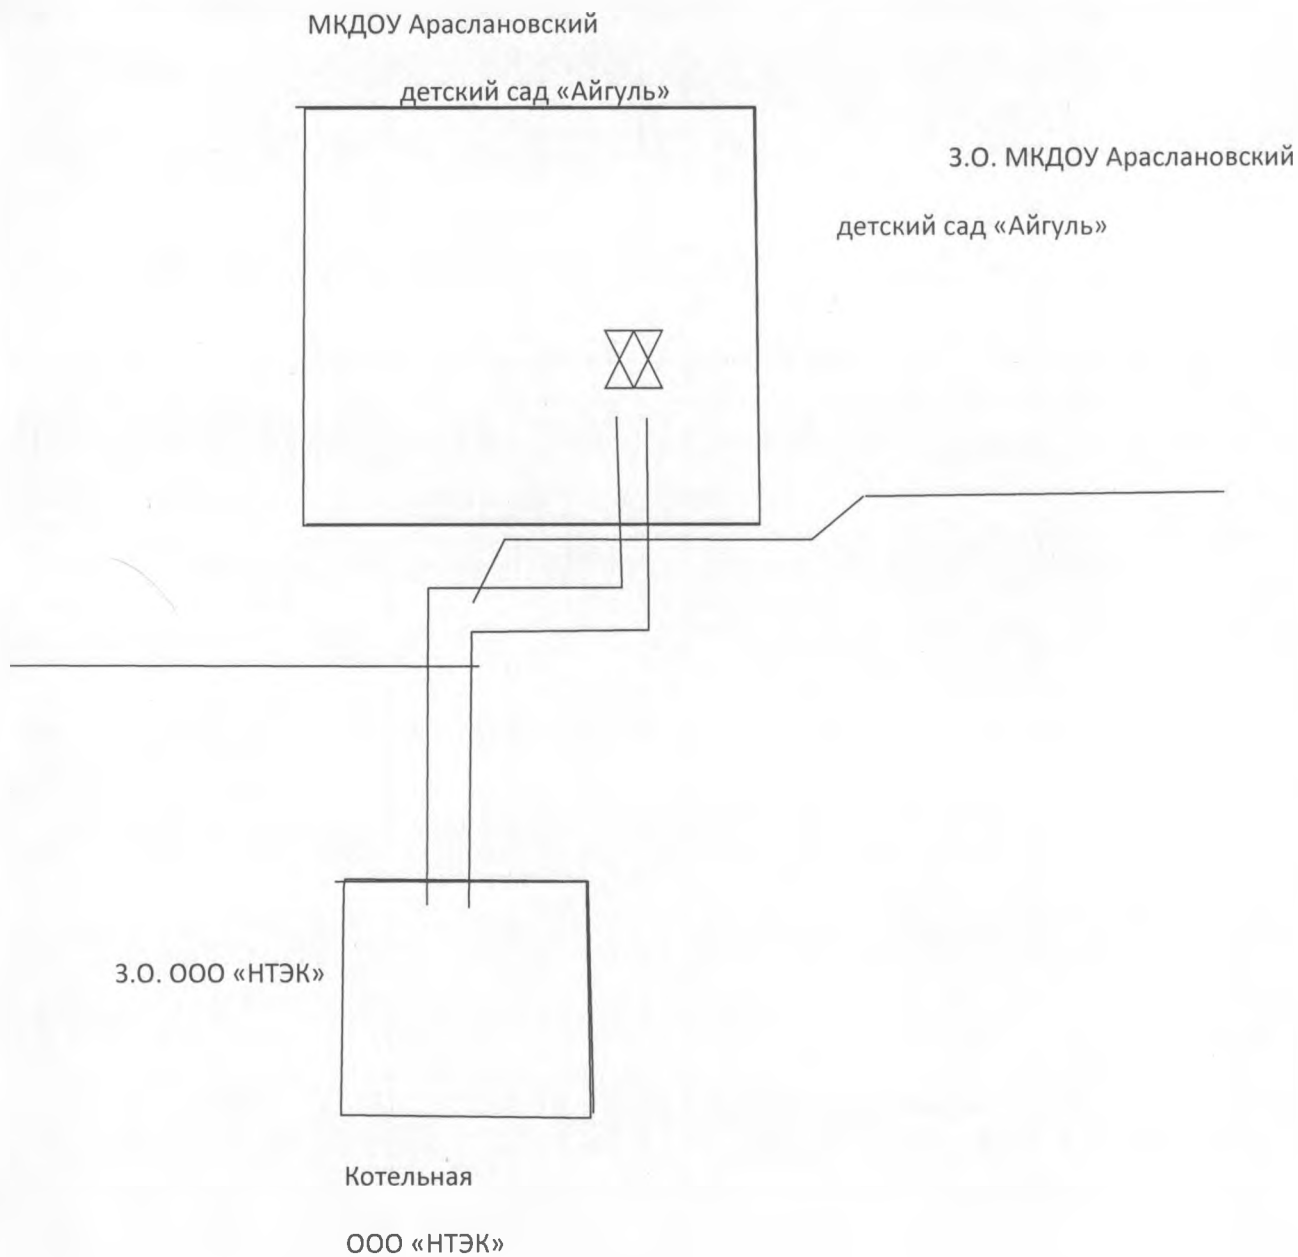 МКДОУ Араслановский
детский сад «Айгуль»
З.О. МКДОУ Араслановский
детский сад «Айгуль»
З.О. ООО «НТЭК»
Котельная
ООО «НТЭК»